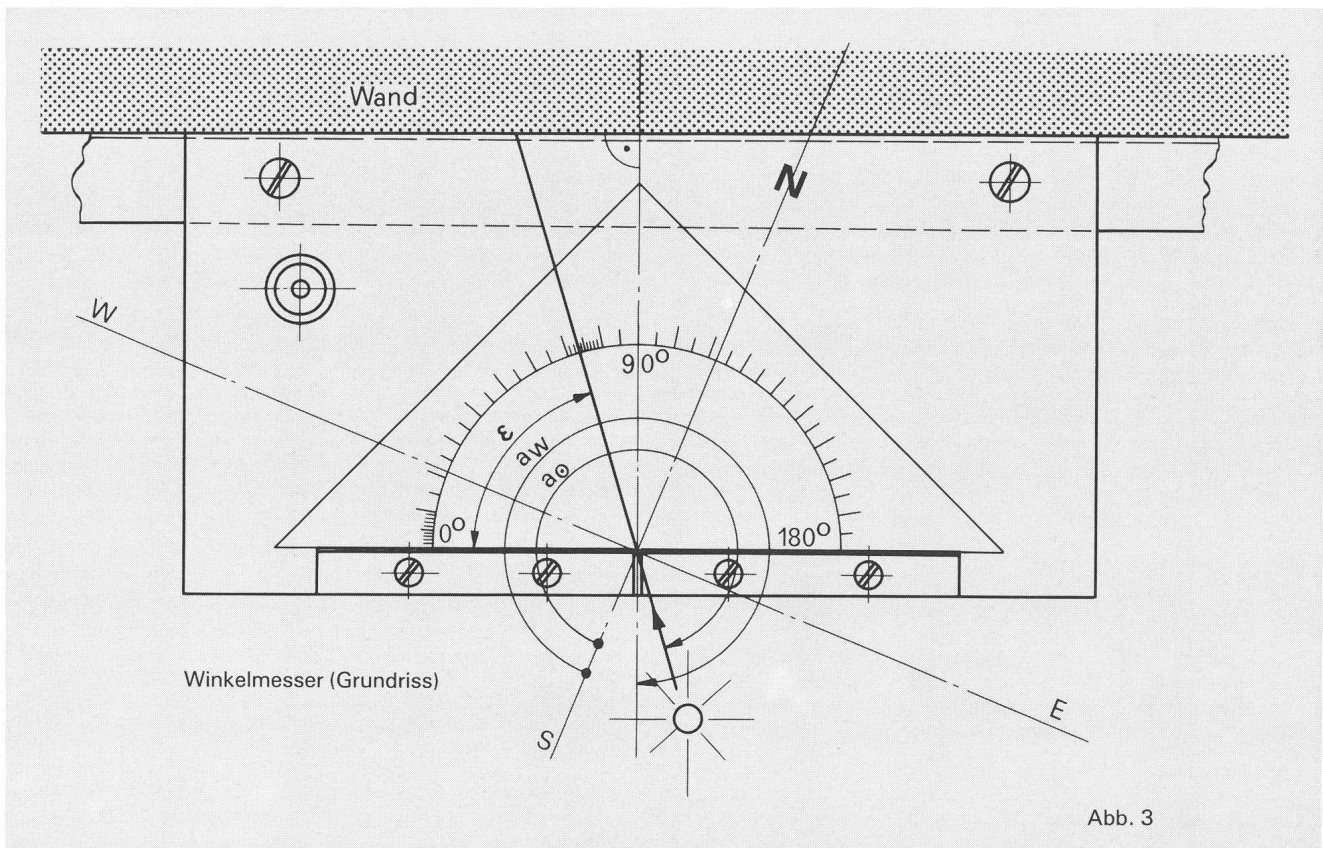 Wand
N
W
90°
ε
aw
a⊙
0°
180°
Winkelmesser (Grundriss)
S
E
Abb. 3